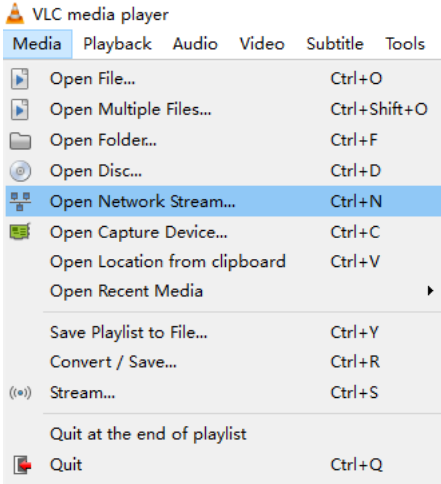 VLC media player
Media Playback Audio Video Subtitle Tools
Open File... Ctrl+O
Open Multiple Files... Ctrl+Shift+O
Open Folder... Ctrl+F
Open Disc... Ctrl+D
Open Network Stream... Ctrl+N
Open Capture Device... Ctrl+C
Open Location from clipboard Ctrl+V
Open Recent Media
Save Playlist to File... Ctrl+Y
Convert / Save... Ctrl+R
Stream... Ctrl+S
Quit at the end of playlist
Quit Ctrl+Q